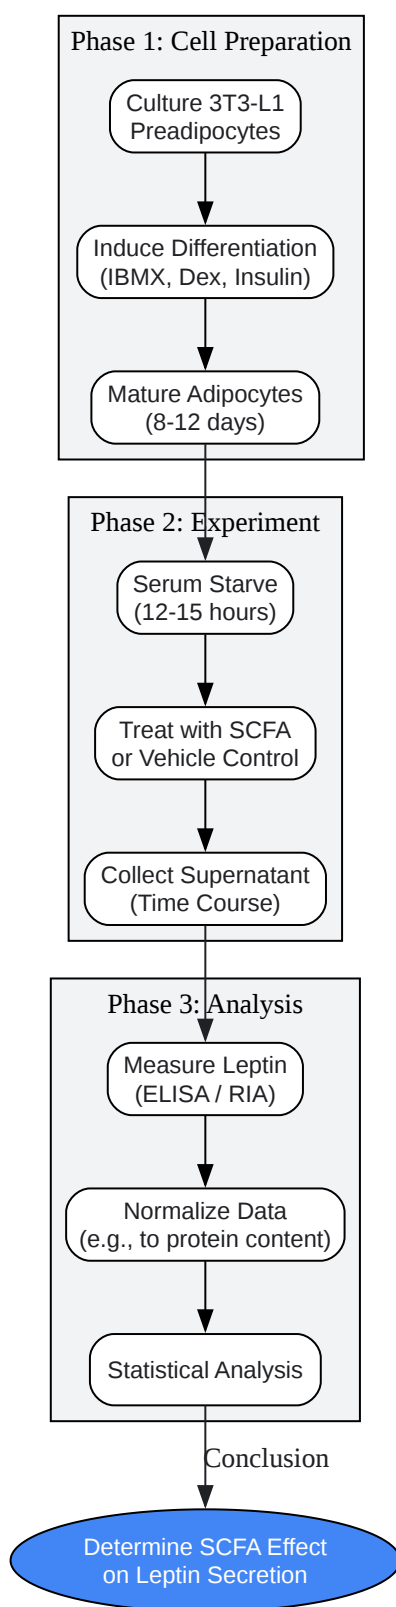 Phase 1: Cell Preparation
Culture 3T3-L1
Preadipocytes
Induce Differentiation
(IBMX, Dex, Insulin)
Mature Adipocytes
(8-12 days)
Phase 2: Experiment
Serum Starve
(12-15 hours)
Treat with SCFA
or Vehicle Control
Collect Supernatant
(Time Course)
Phase 3: Analysis
Measure Leptin
(ELISA / RIA)
Normalize Data
(e.g., to protein content)
Statistical Analysis
Conclusion
Determine SCFA Effect
on Leptin Secretion